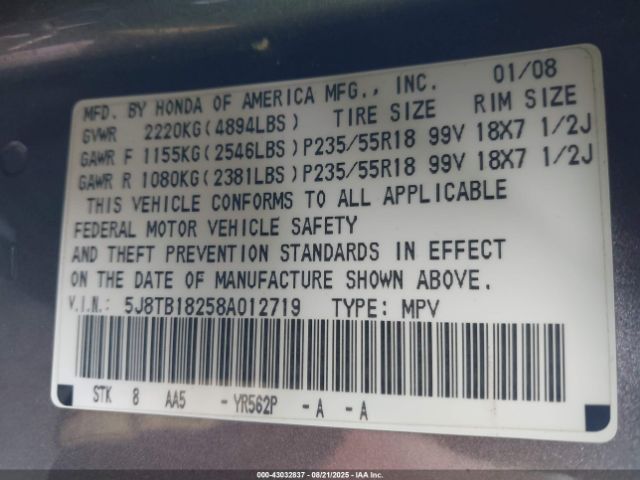 MFD. BY HONDA OF AMERICA MFG., INC. 01/08
GVWR 2220KG(4894LBS) TIRE SIZE RIM SIZE
GAWR F 1155KG(2546LBS) P235/55R18 99V 18X7 1/2J
GAWR R 1080KG(2381LBS) P235/55R18 99V 18X7 1/2J
THIS VEHICLE CONFORMS TO ALL APPLICABLE
FEDERAL MOTOR VEHICLE SAFETY
AND THEFT PREVENTION STANDARDS IN EFFECT
ON THE DATE OF MANUFACTURE SHOWN ABOVE.
V.I.N.: 5J8TB18258A012719 TYPE: MPV
STK 8 AA5 - YR562P - A - A
000-43032637 - 08/21/2025 - IAA Inc.